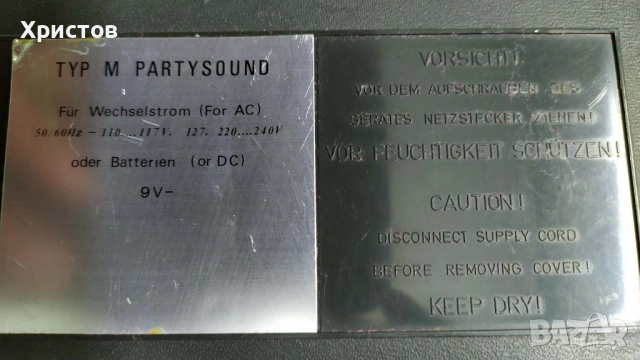 Христов
TYP M PARTYSOUND
Für Wechselstrom (For AC)
50/60Hz ~ 110....117V. 127. 220....240V
oder Batterien (or DC)
9V-
VORSICHT!
VOR DEM AUFSCHRAUBEN DES
GERÄTES NETZSTECKER ZIEHEN!
VOR FEUCHTIGKEIT SCHÜTZEN!
CAUTION!
DISCONNECT SUPPLY CORD
BEFORE REMOVING COVER!
KEEP DRY!
BAZAR